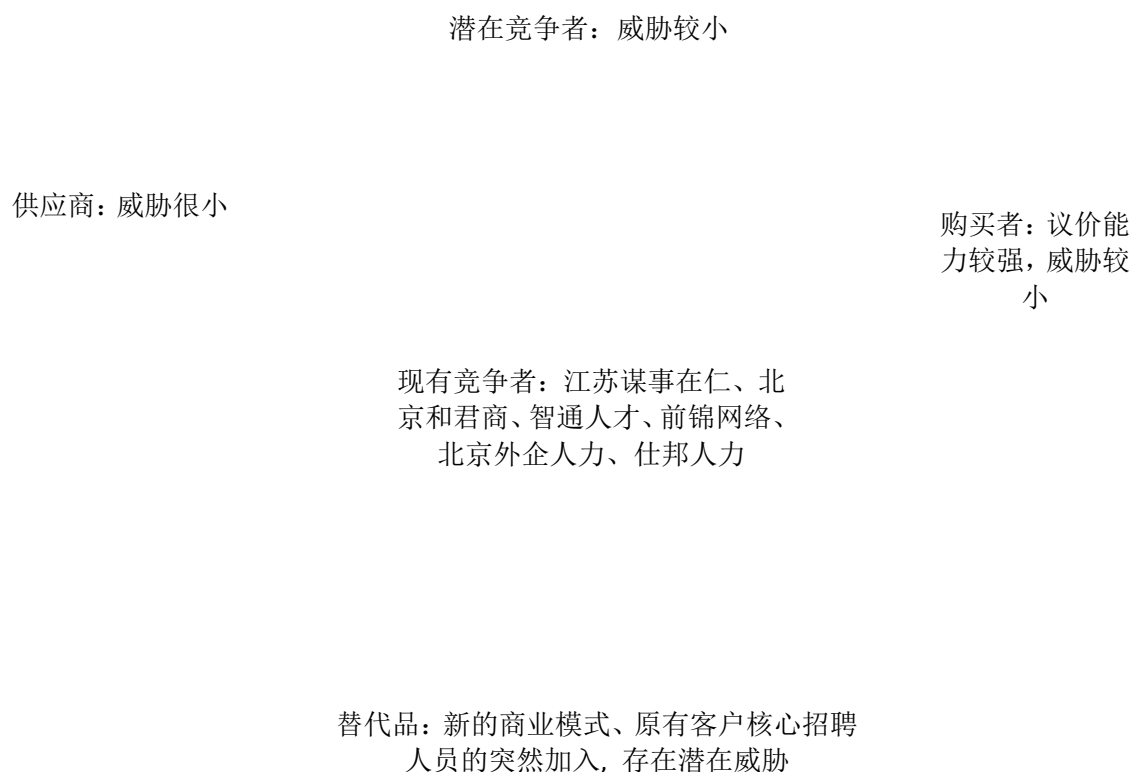 潜在竞争者：威胁较小
供应商：威胁很小
购买者：议价能
力较强，威胁较
小
现有竞争者：江苏谋事在仁、北
京和君商、智通人才、前锦网络、
北京外企人力、仕邦人力
替代品：新的商业模式、原有客户核心招聘
人员的突然加入, 存在潜在威胁